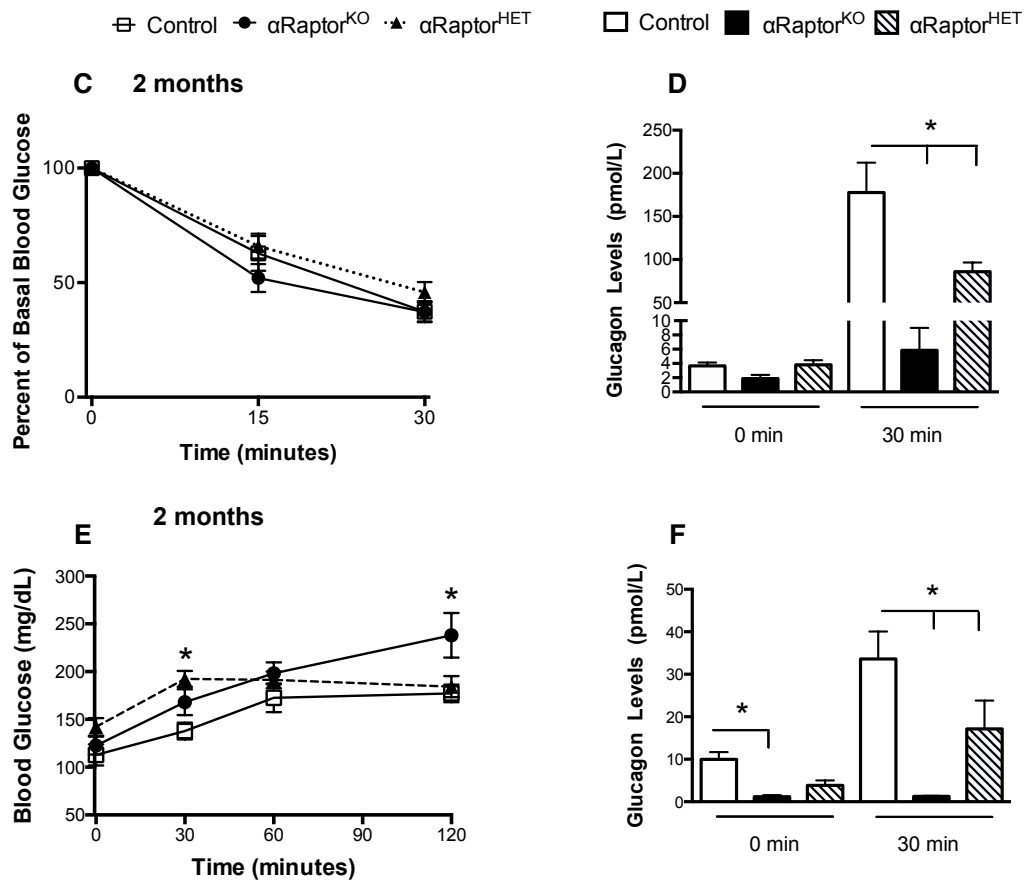 Control αRaptorKO αRaptorHET
Control αRaptorKO αRaptorHET
C 2 months
Percent of Basal Blood Glucose
100
50
0
0 15 30
Time (minutes)
D
Glucagon Levels (pmol/L)
250
200
150
100
50
10
8
6
4
2
0
*
0 min 30 min
E 2 months
Blood Glucose (mg/dL)
300
250
200
150
100
50
* *
0 30 60 90 120
Time (minutes)
F
Glucagon Levels (pmol/L)
50
40
30
20
10
0
* *
0 min 30 min